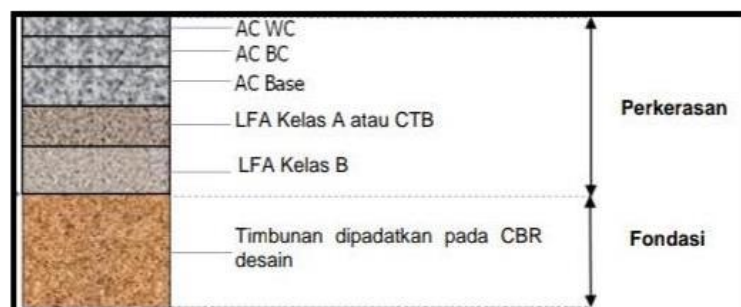 AC WC
AC BC
AC Base
LFA Kelas A atau CTB
Perkerasan
LFA Kelas B
Timbunan dipadatkan pada CBR
desain
Fondasi